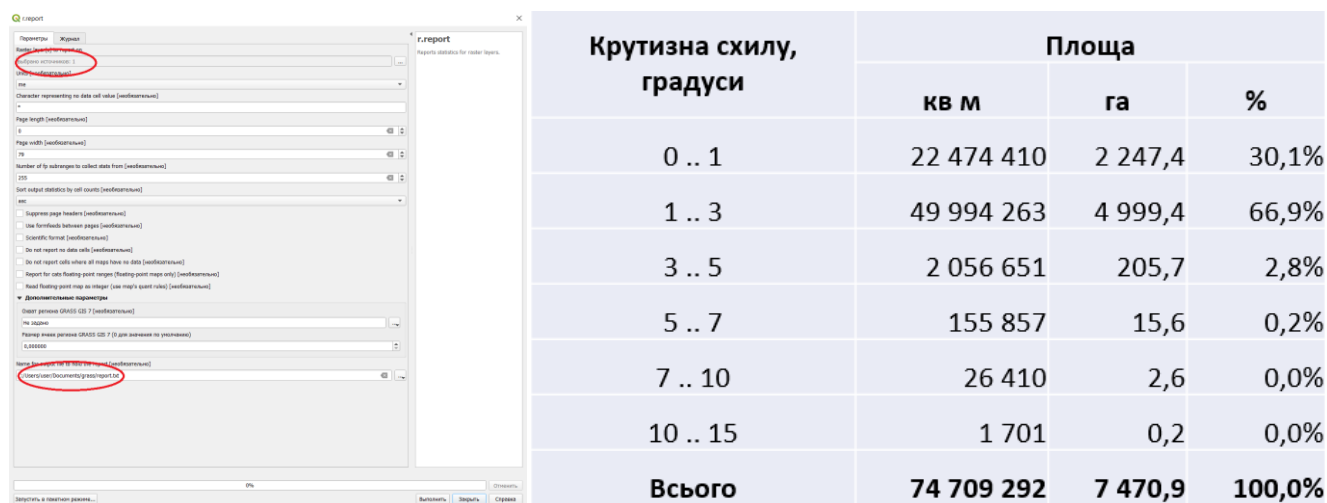 r.report
Параметры Журнал
Raster layer(s) to report on
Выбрано источников: 1
Units [необязательно]
me
Character representing no data cell value [необязательно]
*
Page length [необязательно]
0
Page width [необязательно]
79
Number of fp subranges to collect stats from [необязательно]
255
Sort output statistics by cell counts [необязательно]
asc
Suppress page headers [необязательно]
Use formfeeds between pages [необязательно]
Scientific format [необязательно]
Do not report no data cells [необязательно]
Do not report cells where all maps have no data [необязательно]
Report for cats floating-point ranges (floating-point maps only) [необязательно]
Read floating-point map as integer (use map's quant rules) [необязательно]
Дополнительные параметры
Охват региона GRASS GIS 7 [необязательно]
Не задано
Размер ячеек региона GRASS GIS 7 (0 для значения по умолчанию)
0,000000
Name for output file to hold the report [необязательно]
/Users/user/Documents/grass/report.txt
0%
Отменить
Запустить в пакетном режиме...
Выполнить Закрыть Справка
r.report
Reports statistics for raster layers.
Крутизна схилу, градуси Площа
кв м га %
0 .. 1 22 474 410 2 247,4 30,1%
1 .. 3 49 994 263 4 999,4 66,9%
3 .. 5 2 056 651 205,7 2,8%
5 .. 7 155 857 15,6 0,2%
7 .. 10 26 410 2,6 0,0%
10 .. 15 1 701 0,2 0,0%
Всього 74 709 292 7 470,9 100,0%